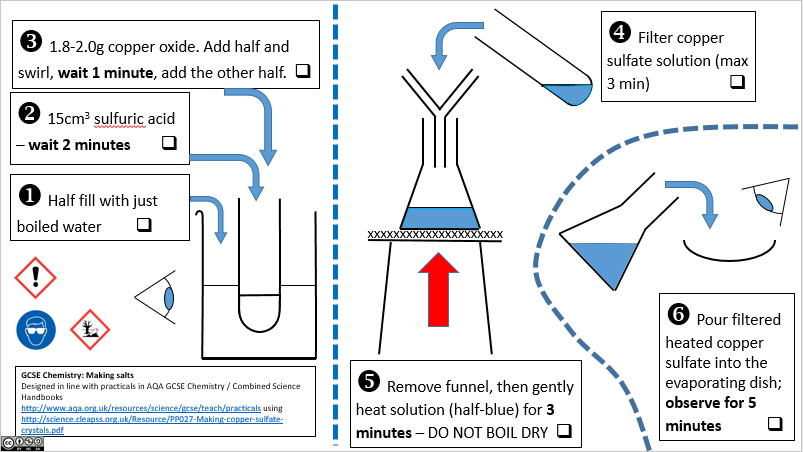 ❸ 1.8-2.0g copper oxide. Add half and
swirl, wait 1 minute, add the other half. ❑
❷ 15cm³ sulfuric acid
– wait 2 minutes ❑
❶ Half fill with just
boiled water ❑
GCSE Chemistry: Making salts
Designed in line with practicals in AQA GCSE Chemistry / Combined Science
Handbooks
http://www.aqa.org.uk/resources/science/gcse/teach/practicals using
http://science.cleapss.org.uk/Resource/PP027-Making-copper-sulfate-
crystals.pdf
❹ Filter copper
sulfate solution (max
3 min) ❑
xxxxxxxxxxxxxxxxxxxxxx
❺ Remove funnel, then gently
heat solution (half-blue) for 3
minutes – DO NOT BOIL DRY ❑
❻ Pour filtered
heated copper
sulfate into the
evaporating dish;
observe for 5
minutes ❑